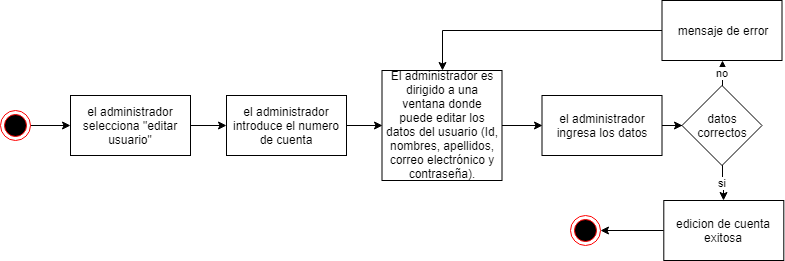 mensaje de error
no
El administrador es
dirigido a una
ventana donde
puede editar los
datos del usuario (Id,
nombres, apellidos,
correo electrónico y
contraseña).
el administrador
selecciona "editar
usuario"
el administrador
introduce el numero
de cuenta
el administrador
ingresa los datos
datos
correctos
si
edicion de cuenta
exitosa